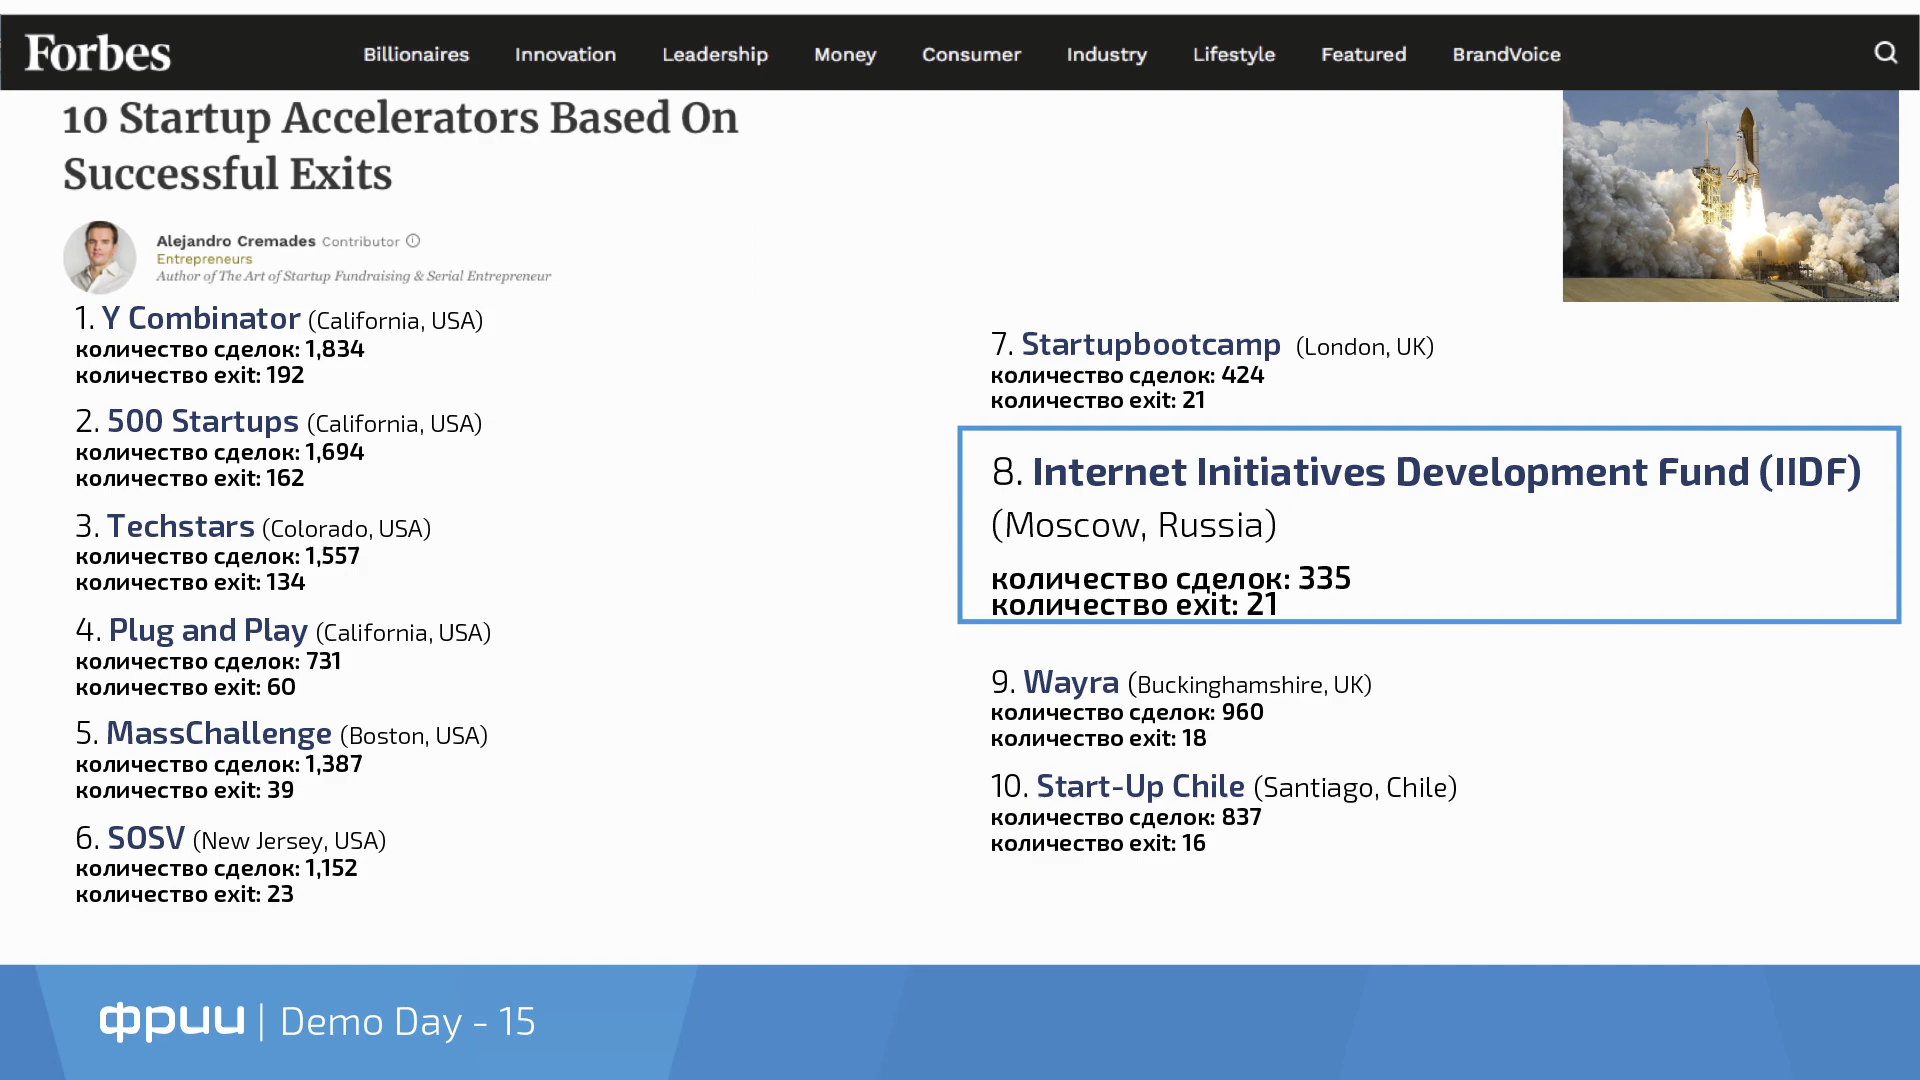 Forbes
Billionaires Innovation Leadership Money Consumer Industry Lifestyle Featured BrandVoice
10 Startup Accelerators Based On
Successful Exits
Alejandro Cremades Contributor
Entrepreneurs
Author of The Art of Startup Fundraising & Serial Entrepreneur
1. Y Combinator (California, USA)
количество сделок: 1,834
количество exit: 192
2. 500 Startups (California, USA)
количество сделок: 1,694
количество exit: 162
3. Techstars (Colorado, USA)
количество сделок: 1,557
количество exit: 134
4. Plug and Play (California, USA)
количество сделок: 731
количество exit: 60
5. MassChallenge (Boston, USA)
количество сделок: 1,387
количество exit: 39
6. SOSV (New Jersey, USA)
количество сделок: 1,152
количество exit: 23
7. Startupbootcamp (London, UK)
количество сделок: 424
количество exit: 21
8. Internet Initiatives Development Fund (IIDF)
(Moscow, Russia)
количество сделок: 335
количество exit: 21
9. Wayra (Buckinghamshire, UK)
количество сделок: 960
количество exit: 18
10. Start-Up Chile (Santiago, Chile)
количество сделок: 837
количество exit: 16
фрии | Demo Day - 15